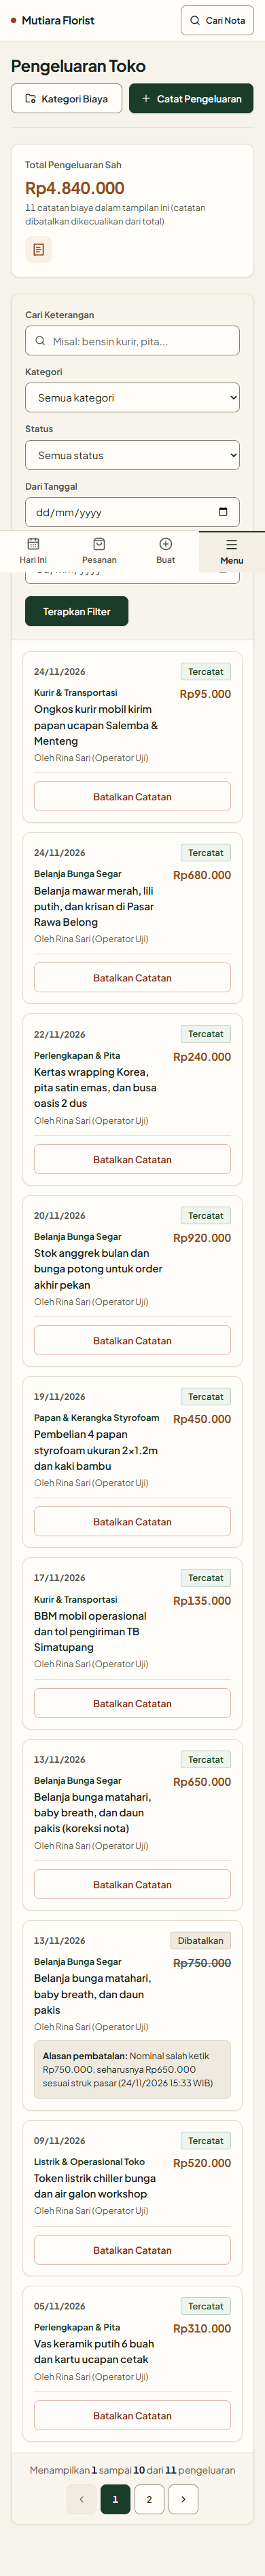 Mutiara Florist
Cari Nota
Pengeluaran Toko
Kategori Biaya
Catat Pengeluaran
Total Pengeluaran Sah
Rp4.840.000
11 catatan biaya dalam tampilan ini (catatan
dibatalkan dikecualikan dari total)
Cari Keterangan
Misal: bensin kurir, pita...
Kategori
Semua kategori
Status
Semua status
Dari Tanggal
dd/mm/yyyy
Hari Ini
Pesanan
Buat
Menu
Terapkan Filter
24/11/2026
Tercatat
Kurir & Transportasi
Rp95.000
Ongkos kurir mobil kirim
papan ucapan Salemba &
Menteng
Oleh Rina Sari (Operator Uji)
Batalkan Catatan
24/11/2026
Tercatat
Belanja Bunga Segar
Rp680.000
Belanja mawar merah, lili
putih, dan krisan di Pasar
Rawa Belong
Oleh Rina Sari (Operator Uji)
Batalkan Catatan
22/11/2026
Tercatat
Perlengkapan & Pita
Rp240.000
Kertas wrapping Korea,
pita satin emas, dan busa
oasis 2 dus
Oleh Rina Sari (Operator Uji)
Batalkan Catatan
20/11/2026
Tercatat
Belanja Bunga Segar
Rp920.000
Stok anggrek bulan dan
bunga potong untuk order
akhir pekan
Oleh Rina Sari (Operator Uji)
Batalkan Catatan
19/11/2026
Tercatat
Papan & Kerangka Styrofoam
Rp450.000
Pembelian 4 papan
styrofoam ukuran 2×1.2m
dan kaki bambu
Oleh Rina Sari (Operator Uji)
Batalkan Catatan
17/11/2026
Tercatat
Kurir & Transportasi
Rp135.000
BBM mobil operasional
dan tol pengiriman TB
Simatupang
Oleh Rina Sari (Operator Uji)
Batalkan Catatan
13/11/2026
Tercatat
Belanja Bunga Segar
Rp650.000
Belanja bunga matahari,
baby breath, dan daun
pakis (koreksi nota)
Oleh Rina Sari (Operator Uji)
Batalkan Catatan
13/11/2026
Dibatalkan
Belanja Bunga Segar
Rp750.000
Belanja bunga matahari,
baby breath, dan daun
pakis
Oleh Rina Sari (Operator Uji)
Alasan pembatalan: Nominal salah ketik
Rp750.000, seharusnya Rp650.000
sesuai struk pasar (24/11/2026 15:33 WIB)
09/11/2026
Tercatat
Listrik & Operasional Toko
Rp520.000
Token listrik chiller bunga
dan air galon workshop
Oleh Rina Sari (Operator Uji)
Batalkan Catatan
05/11/2026
Tercatat
Perlengkapan & Pita
Rp310.000
Vas keramik putih 6 buah
dan kartu ucapan cetak
Oleh Rina Sari (Operator Uji)
Batalkan Catatan
Menampilkan 1 sampai 10 dari 11 pengeluaran
1
2